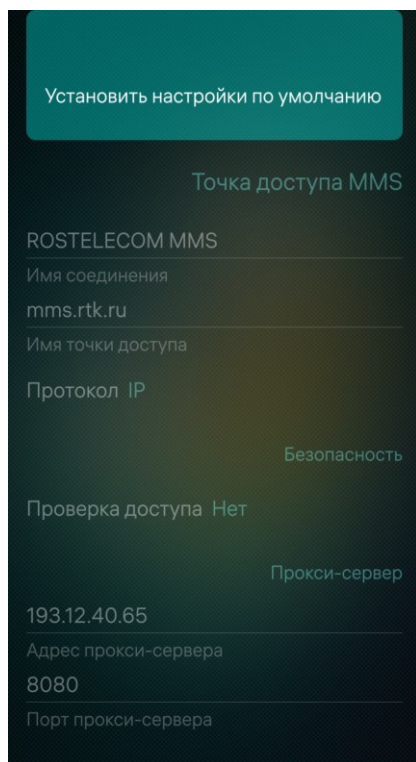 Установить настройки по умолчанию
Точка доступа MMS
ROSTELECOM MMS
Имя соединения
mms.rtk.ru
Имя точки доступа
Протокол IP
Безопасность
Проверка доступа Нет
Прокси-сервер
193.12.40.65
Адрес прокси-сервера
8080
Порт прокси-сервера